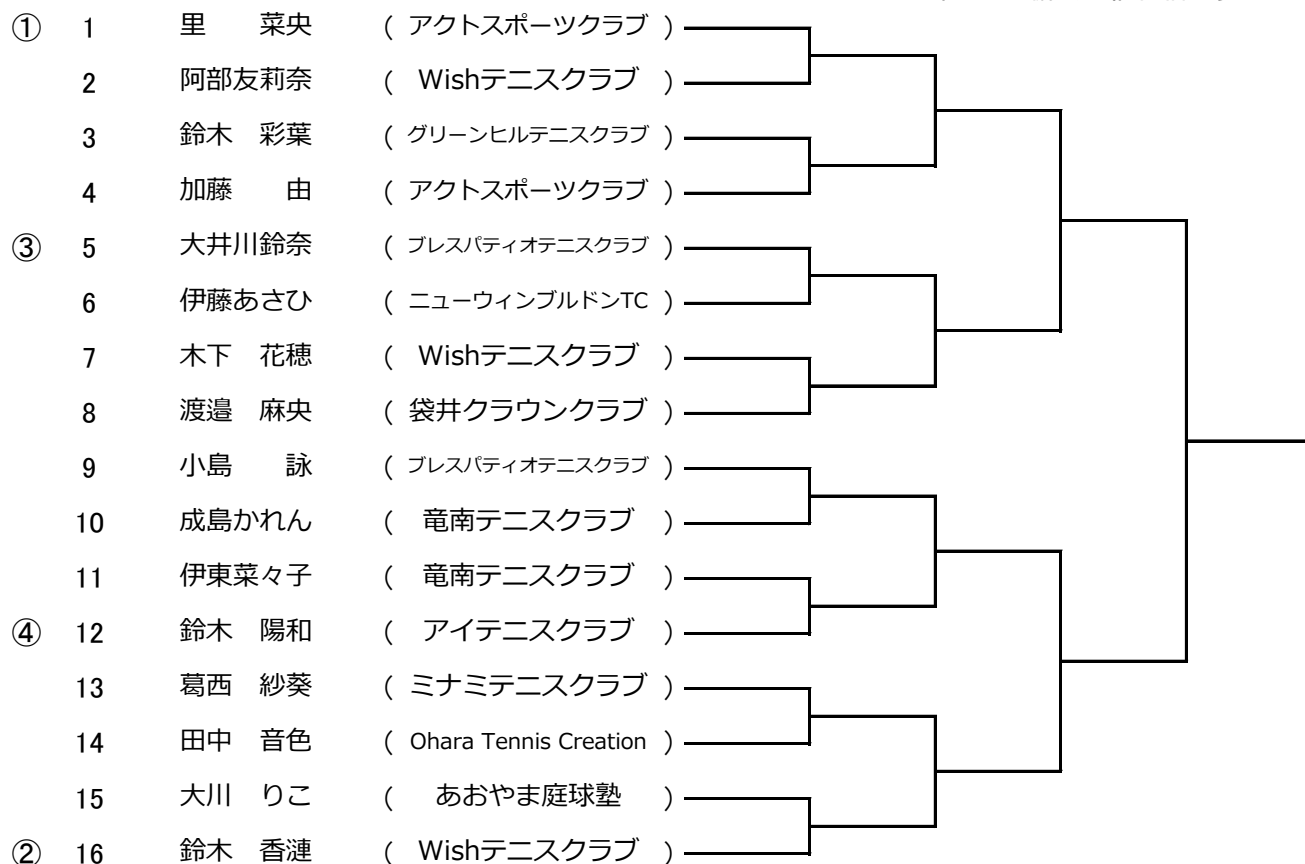 ① 1 里　菜央 ( アクトスポーツクラブ )
2 阿部友莉奈 ( Wishテニスクラブ )
3 鈴木　彩葉 ( グリーンヒルテニスクラブ )
4 加藤　由 ( アクトスポーツクラブ )
③ 5 大井川鈴奈 ( ブレスパティオテニスクラブ )
6 伊藤あさひ ( ニューウィンブルドンTC )
7 木下　花穂 ( Wishテニスクラブ )
8 渡邉　麻央 ( 袋井クラウンクラブ )
9 小島　詠 ( ブレスパティオテニスクラブ )
10 成島かれん ( 竜南テニスクラブ )
11 伊東菜々子 ( 竜南テニスクラブ )
④ 12 鈴木　陽和 ( アイテニスクラブ )
13 葛西　紗葵 ( ミナミテニスクラブ )
14 田中　音色 ( Ohara Tennis Creation )
15 大川　りこ ( あおやま庭球塾 )
② 16 鈴木　香漣 ( Wishテニスクラブ )